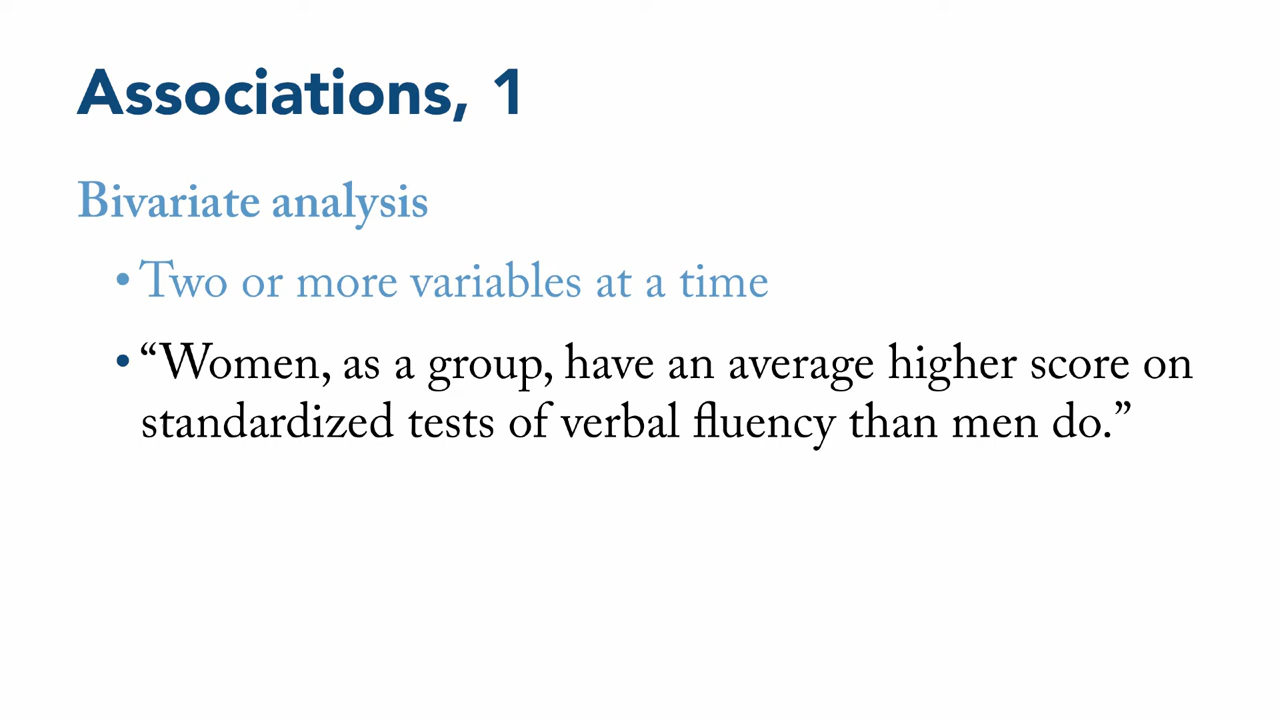 Associations, 1
Bivariate analysis
• Two or more variables at a time
• “Women, as a group, have an average higher score on
standardized tests of verbal fluency than men do.”